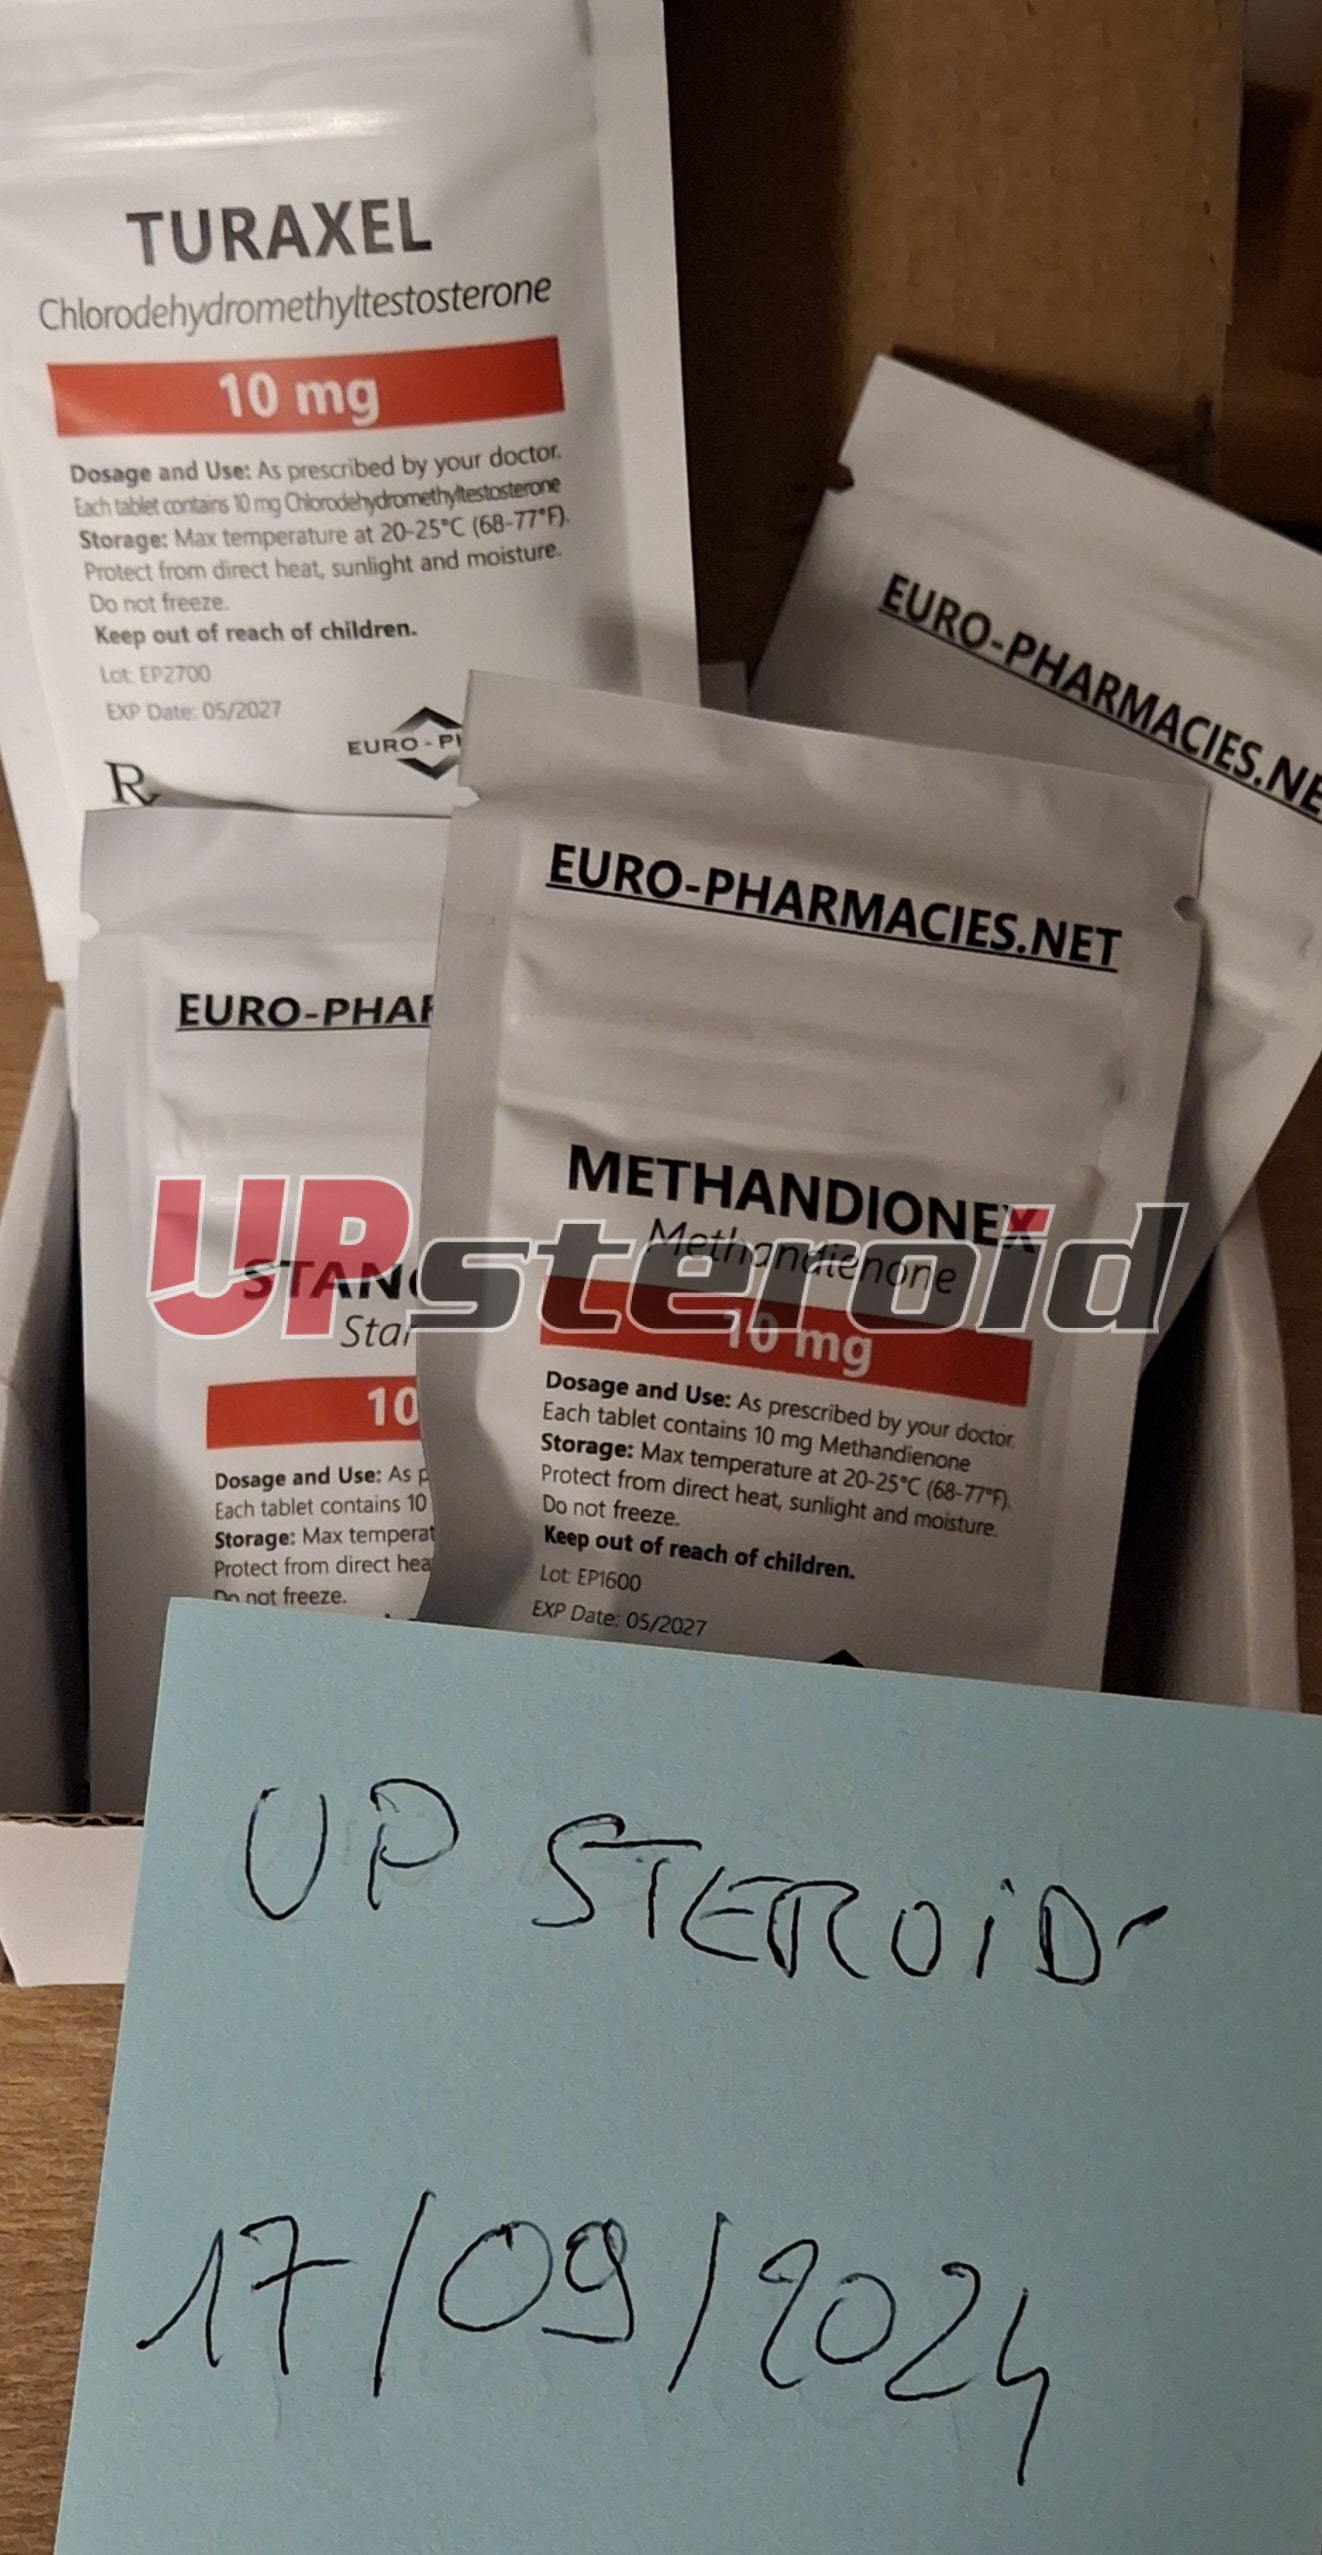 TURAXEL
Chlorodehydromethyltestosterone
10 mg
Dosage and Use: As prescribed by your doctor.
Each tablet contains 10 mg Chlorodehydromethyltestosterone
Storage: Max temperature at 20-25°C (68-77°F).
Protect from direct heat, sunlight and moisture.
Do not freeze.
Keep out of reach of children.
Lot: EP2700
EXP Date: 05/2027
EURO - P
R
EURO-PHARMACIES.NE
EURO-PHAR
STANO
Stan
10
Dosage and Use: As p
Each tablet contains 10
Storage: Max temperat
Protect from direct hea
Do not freeze.
EURO-PHARMACIES.NET
METHANDIONEX
Methandienone
10 mg
Dosage and Use: As prescribed by your doctor.
Each tablet contains 10 mg Methandienone
Storage: Max temperature at 20-25°C (68-77°F).
Protect from direct heat, sunlight and moisture.
Do not freeze.
Keep out of reach of children.
Lot: EP1600
EXP Date: 05/2027
UPsteroid
UP STEROID
17/09/2024